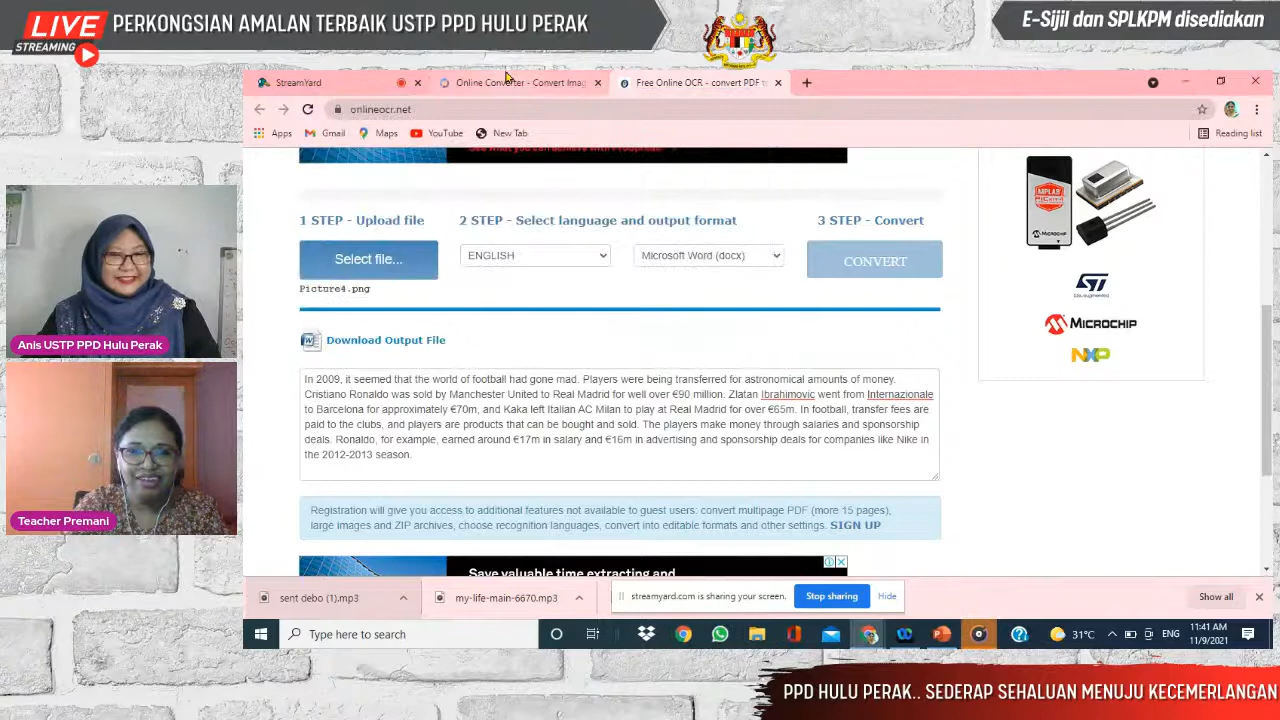 LIVE
STREAMING
PERKONGSIAN AMALAN TERBAIK USTP PPD HULU PERAK
E-Sijil dan SPLKPM disediakan
StreamYard
Online Converter - Convert Imag
Free Online OCR - convert PDF to
onlineocr.net
Apps
Gmail
Maps
YouTube
New Tab
Reading list
1 STEP - Upload file
2 STEP - Select language and output format
3 STEP - Convert
Select file...
ENGLISH
Microsoft Word (docx)
CONVERT
Picture4.png
Download Output File
In 2009, it seemed that the world of football had gone mad. Players were being transferred for astronomical amounts of money.
Cristiano Ronaldo was sold by Manchester United to Real Madrid for well over €90 million. Zlatan Ibrahimovic went from Internazionale
to Barcelona for approximately €70m, and Kaka left Italian AC Milan to play at Real Madrid for over €65m. In football, transfer fees are
paid to the clubs, and players are products that can be bought and sold. The players make money through salaries and sponsorship
deals. Ronaldo, for example, earned around €17m in salary and €16m in advertising and sponsorship deals for companies like Nike in
the 2012-2013 season.
Registration will give you access to additional features not available to guest users: convert multipage PDF (more 15 pages),
large images and ZIP archives, choose recognition languages, convert into editable formats and other settings. SIGN UP
Save valuable time extracting and
MICROCHIP
ST
life.augmented
MICROCHIP
NXP
Anis USTP PPD Hulu Perak
Teacher Premani
sent debo (1).mp3
my-life-main-6670.mp3
streamyard.com is sharing your screen.
Stop sharing
Hide
Show all
Type here to search
31°C
ENG
11:41 AM
11/9/2021
PPD HULU PERAK.. SEDERAP SEHALUAN MENUJU KECEMERLANGAN